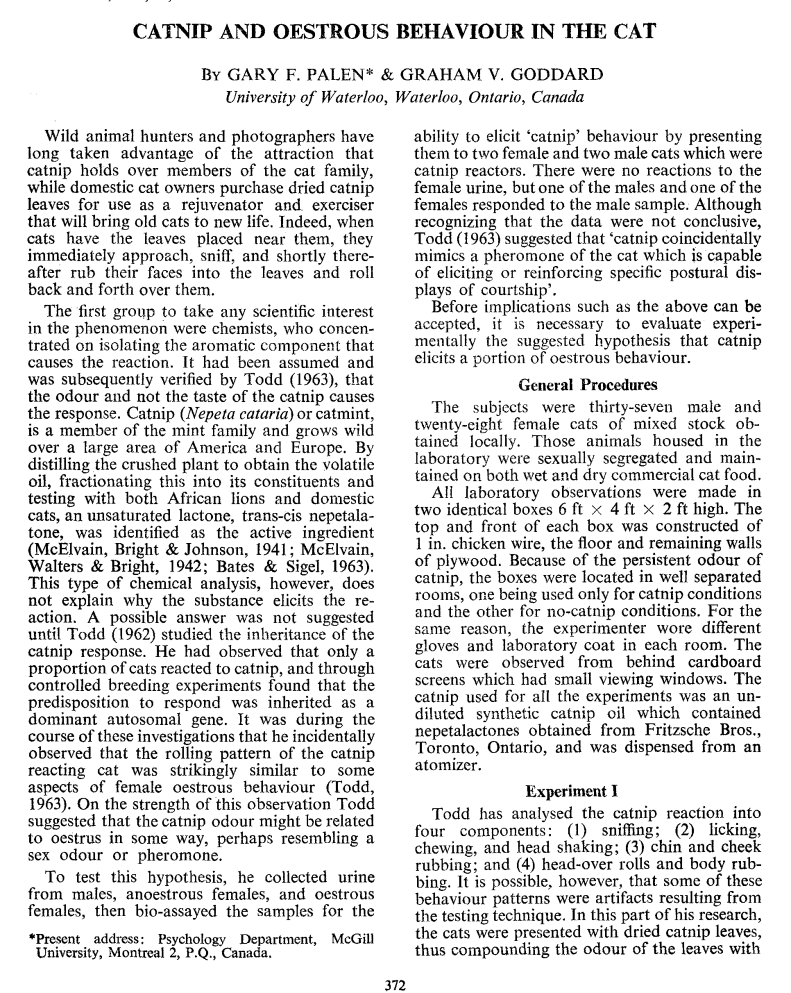 CATNIP AND OESTROUS BEHAVIOUR IN THE CAT
BY GARY F. PALEN* & GRAHAM V. GODDARD
University of Waterloo, Waterloo, Ontario, Canada
Wild animal hunters and photographers have
long taken advantage of the attraction that
catnip holds over members of the cat family,
while domestic cat owners purchase dried catnip
leaves for use as a rejuvenator and exerciser
that will bring old cats to new life. Indeed, when
cats have the leaves placed near them, they
immediately approach, sniff, and shortly there-
after rub their faces into the leaves and roll
back and forth over them.
The first group to take any scientific interest
in the phenomenon were chemists, who concen-
trated on isolating the aromatic component that
causes the reaction. It had been assumed and
was subsequently verified by Todd (1963), that
the odour and not the taste of the catnip causes
the response. Catnip (Nepeta cataria) or catmint,
is a member of the mint family and grows wild
over a large area of America and Europe. By
distilling the crushed plant to obtain the volatile
oil, fractionating this into its constituents and
testing with both African lions and domestic
cats, an unsaturated lactone, trans-cis nepetala-
tone, was identified as the active ingredient
(McElvain, Bright & Johnson, 1941; McElvain,
Walters & Bright, 1942; Bates & Sigel, 1963).
This type of chemical analysis, however, does
not explain why the substance elicits the re-
action. A possible answer was not suggested
until Todd (1962) studied the inheritance of the
catnip response. He had observed that only a
proportion of cats reacted to catnip, and through
controlled breeding experiments found that the
predisposition to respond was inherited as a
dominant autosomal gene. It was during the
course of these investigations that he incidentally
observed that the rolling pattern of the catnip
reacting cat was strikingly similar to some
aspects of female oestrous behaviour (Todd,
1963). On the strength of this observation Todd
suggested that the catnip odour might be related
to oestrus in some way, perhaps resembling a
sex odour or pheromone.
To test this hypothesis, he collected urine
from males, anoestrous females, and oestrous
females, then bio-assayed the samples for the
*Present address: Psychology Department, McGill
University, Montreal 2, P.Q., Canada.
ability to elicit 'catnip' behaviour by presenting
them to two female and two male cats which were
catnip reactors. There were no reactions to the
female urine, but one of the males and one of the
females responded to the male sample. Although
recognizing that the data were not conclusive,
Todd (1963) suggested that 'catnip coincidentally
mimics a pheromone of the cat which is capable
of eliciting or reinforcing specific postural dis-
plays of courtship'.
Before implications such as the above can be
accepted, it is necessary to evaluate experi-
mentally the suggested hypothesis that catnip
elicits a portion of oestrous behaviour.
General Procedures
The subjects were thirty-seven male and
twenty-eight female cats of mixed stock ob-
tained locally. Those animals housed in the
laboratory were sexually segregated and main-
tained on both wet and dry commercial cat food.
All laboratory observations were made in
two identical boxes 6 ft × 4 ft × 2 ft high. The
top and front of each box was constructed of
1 in. chicken wire, the floor and remaining walls
of plywood. Because of the persistent odour of
catnip, the boxes were located in well separated
rooms, one being used only for catnip conditions
and the other for no-catnip conditions. For the
same reason, the experimenter wore different
gloves and laboratory coat in each room. The
cats were observed from behind cardboard
screens which had small viewing windows. The
catnip used for all the experiments was an un-
diluted synthetic catnip oil which contained
nepetalactones obtained from Fritzsche Bros.,
Toronto, Ontario, and was dispensed from an
atomizer.
Experiment I
Todd has analysed the catnip reaction into
four components: (1) sniffing; (2) licking,
chewing, and head shaking; (3) chin and cheek
rubbing; and (4) head-over rolls and body rub-
bing. It is possible, however, that some of these
behaviour patterns were artifacts resulting from
the testing technique. In this part of his research,
the cats were presented with dried catnip leaves,
thus compounding the odour of the leaves with
372